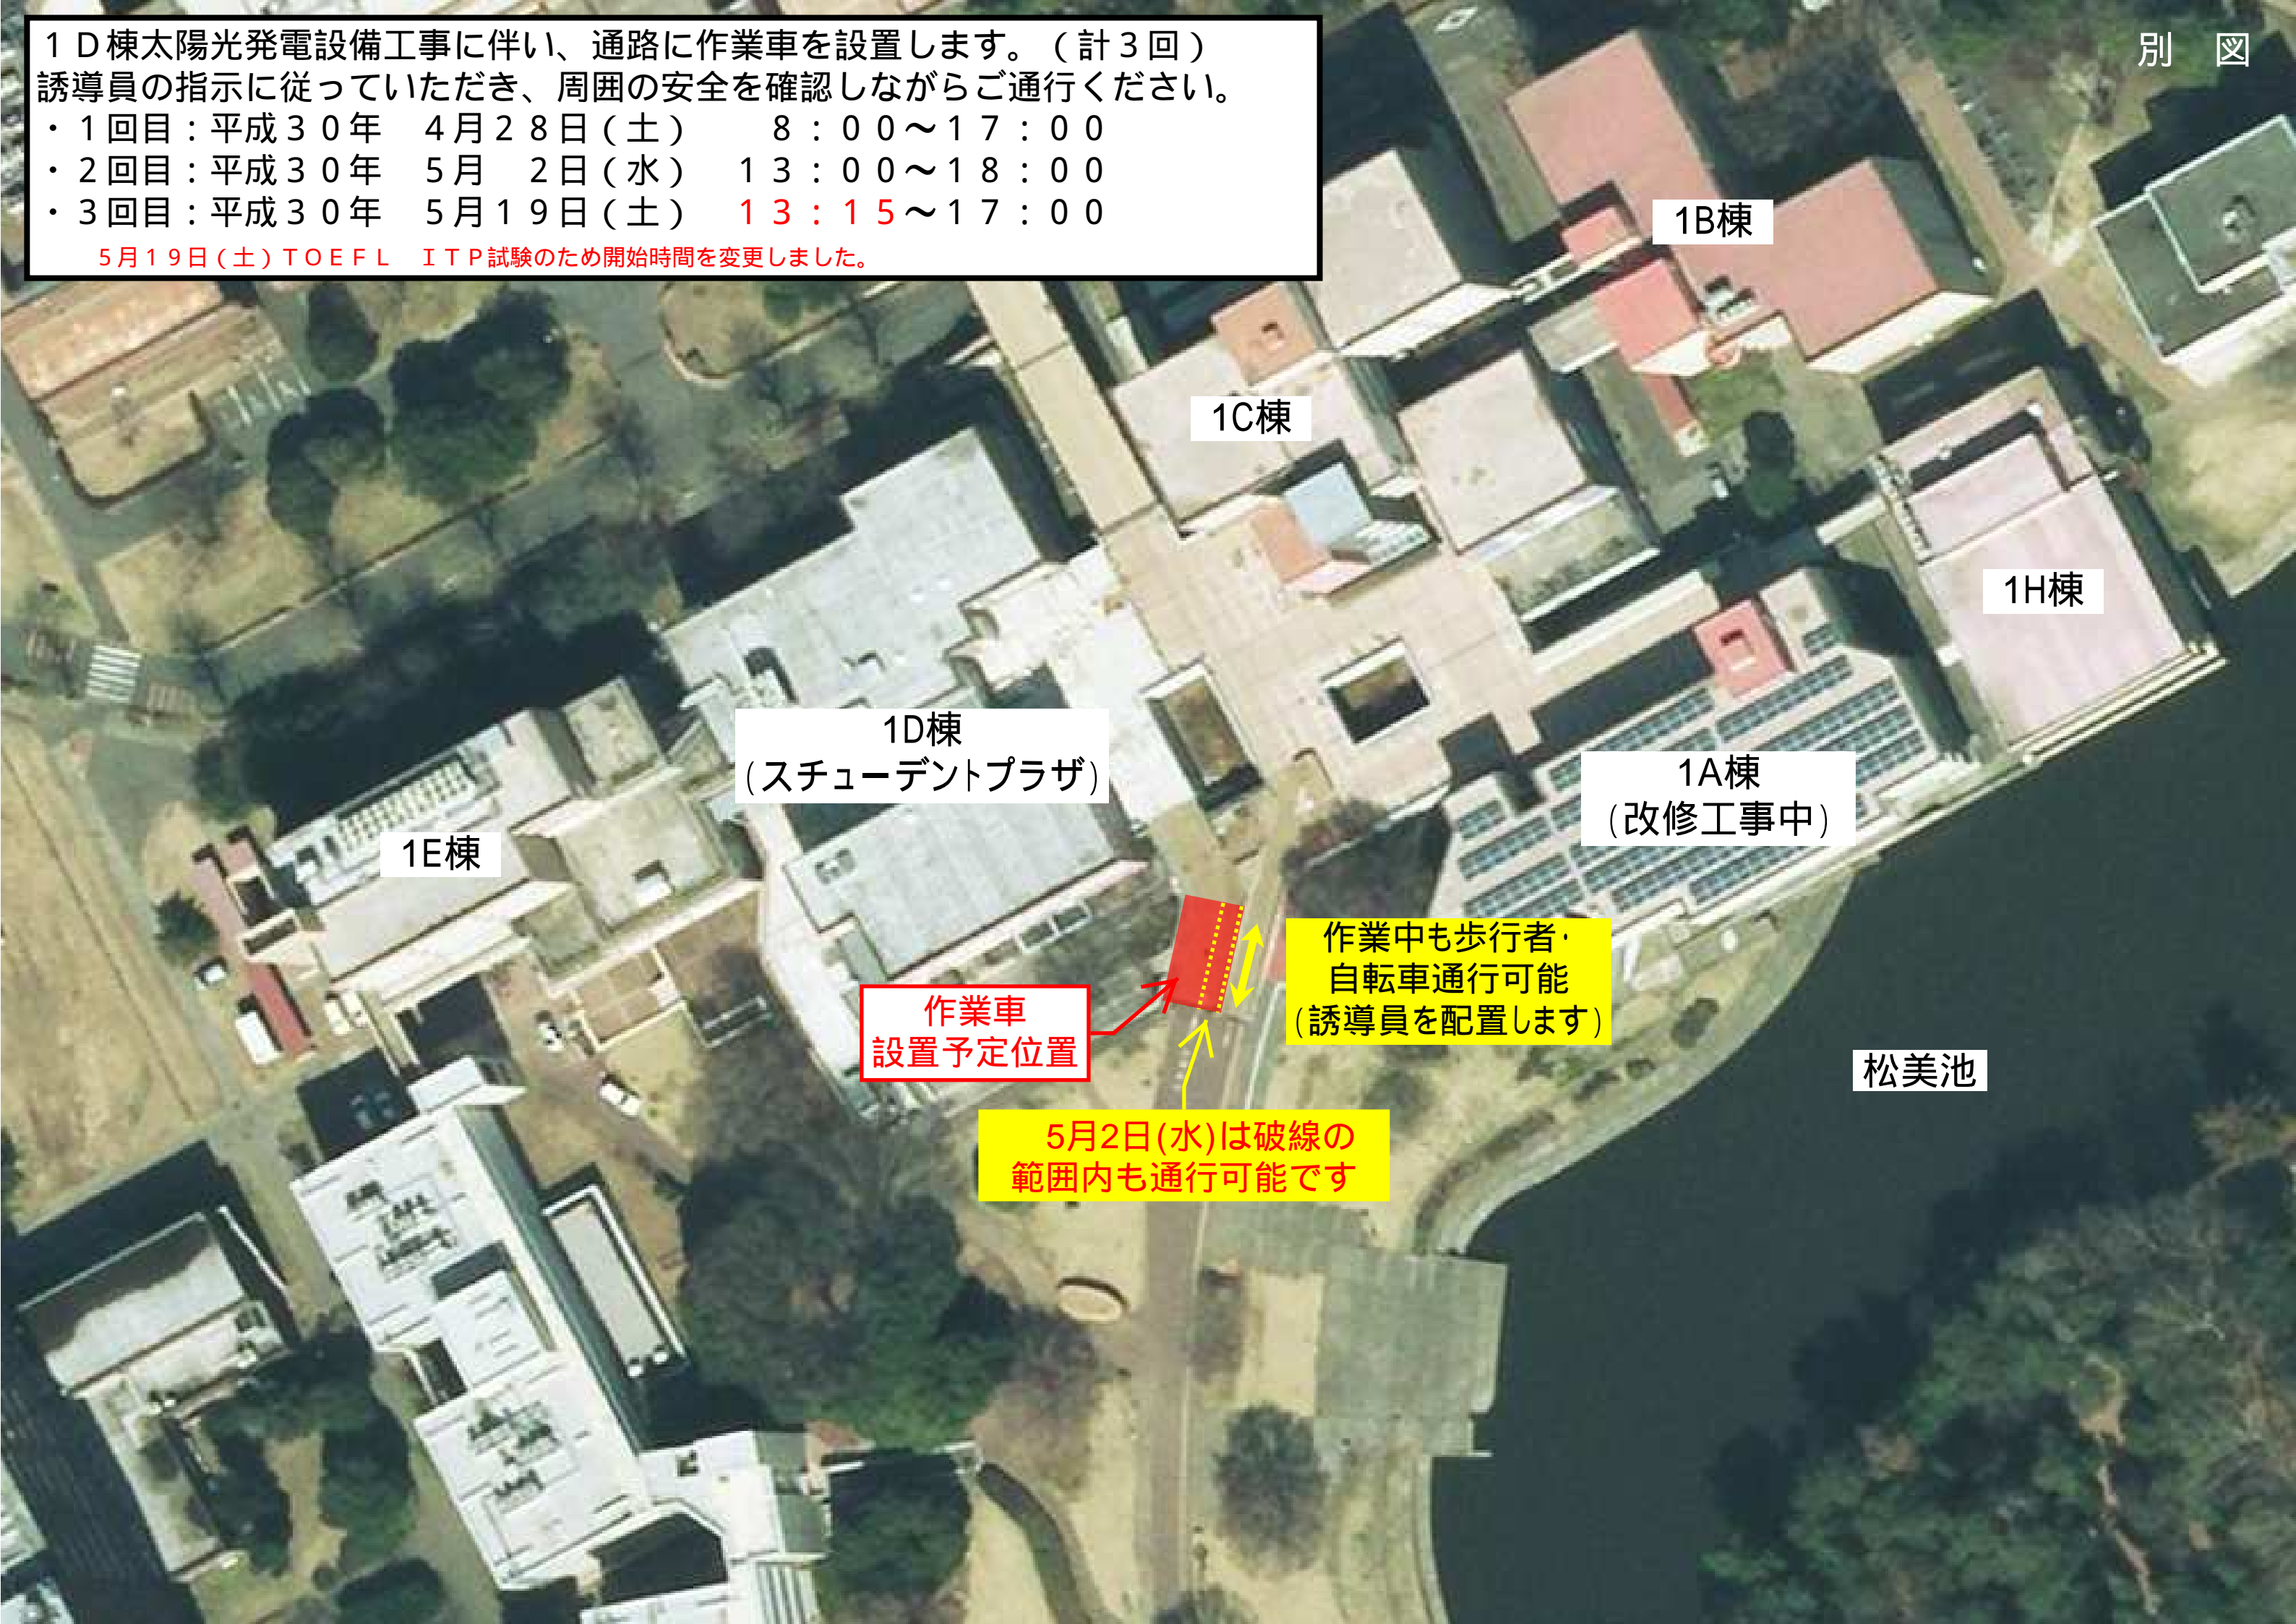 １Ｄ棟太陽光発電設備工事に伴い、通路に作業車を設置します。（計３回）
誘導員の指示に従っていただき、周囲の安全を確認しながらご通行ください。
・１回目：平成３０年　４月２８日（土）　　８：００～１７：００
・２回目：平成３０年　５月　２日（水）　１３：００～１８：００
・３回目：平成３０年　５月１９日（土）　１３：１５～１７：００
５月１９日（土）ＴＯＥＦＬ　ＩＴＰ試験のため開始時間を変更しました。
別　図
1B棟
1C棟
1H棟
1D棟
(スチューデントプラザ)
1A棟
(改修工事中)
1E棟
作業中も歩行者・
自転車通行可能
(誘導員を配置します)
作業車
設置予定位置
松美池
5月2日(水)は破線の
範囲内も通行可能です